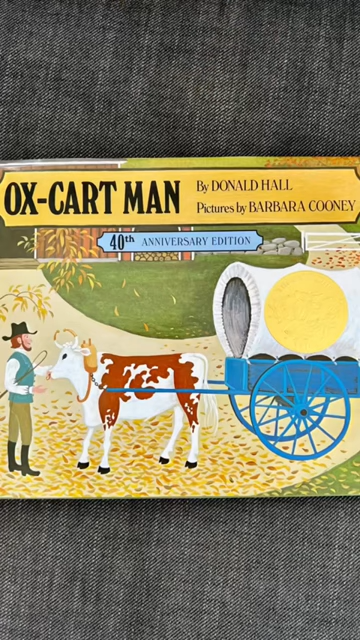 OX-CART MAN
By DONALD HALL
Pictures by BARBARA COONEY
40th ANNIVERSARY EDITION